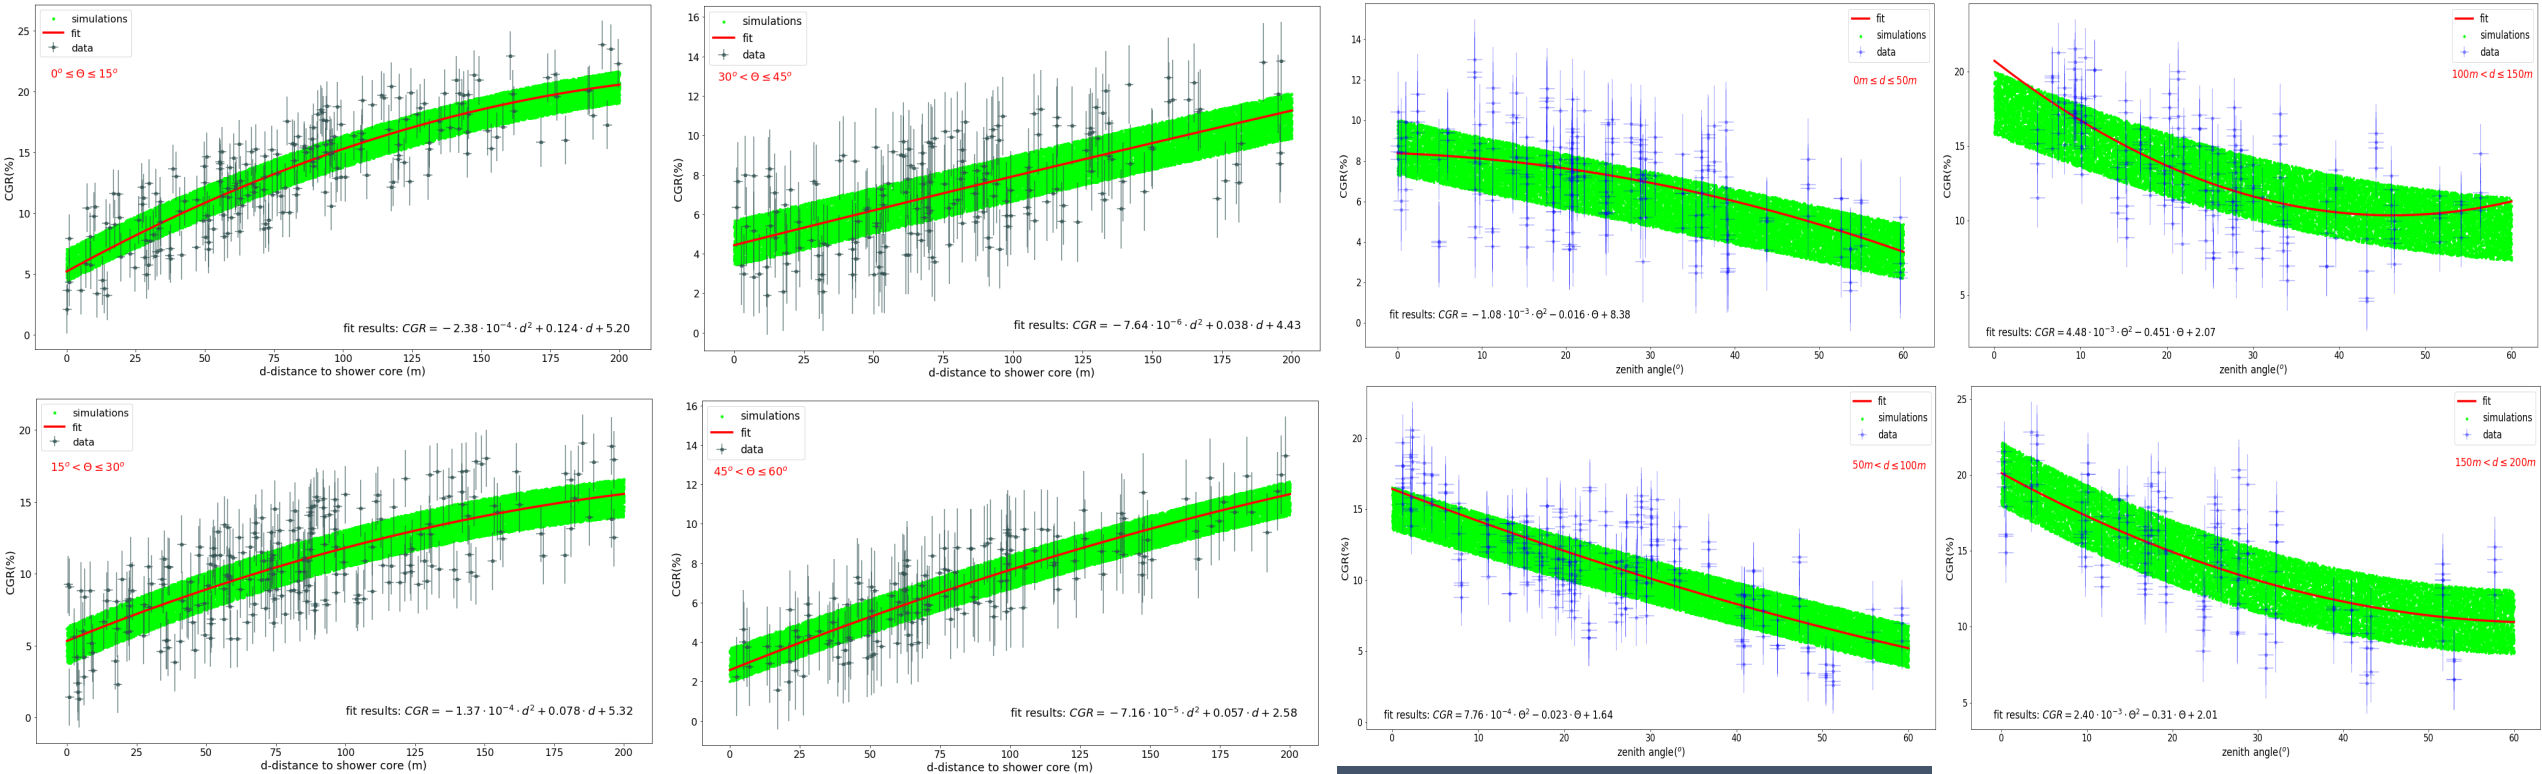 simulations
fit
data
0° ≤ Θ ≤ 15°
CGR(%)
25
20
15
10
5
0
fit results: CGR = −2.38·10⁻⁴·d² + 0.124·d + 5.20
0 25 50 75 100 125 150 175 200
d-distance to shower core (m)
simulations
fit
data
30° < Θ ≤ 45°
CGR(%)
16
14
12
10
8
6
4
2
0
fit results: CGR = −7.64·10⁻⁶·d² + 0.038·d + 4.43
0 25 50 75 100 125 150 175 200
d-distance to shower core (m)
fit
simulations
data
0m ≤ d ≤ 50m
CGR(%)
14
12
10
8
6
4
2
0
fit results: CGR = −1.08·10⁻³·Θ² − 0.016·Θ + 8.38
0 10 20 30 40 50 60
zenith angle(°)
fit
simulations
data
100m < d ≤ 150m
CGR(%)
20
15
10
5
fit results: CGR = 4.48·10⁻³·Θ² − 0.451·Θ + 2.07
0 10 20 30 40 50 60
zenith angle(°)
simulations
fit
data
15° < Θ ≤ 30°
CGR(%)
20
15
10
5
0
fit results: CGR = −1.37·10⁻⁴·d² + 0.078·d + 5.32
0 25 50 75 100 125 150 175 200
d-distance to shower core (m)
simulations
fit
data
45° < Θ ≤ 60°
CGR(%)
16
14
12
10
8
6
4
2
0
fit results: CGR = −7.16·10⁻⁵·d² + 0.057·d + 2.58
0 25 50 75 100 125 150 175 200
d-distance to shower core (m)
fit
simulations
data
50m < d ≤ 100m
CGR(%)
20
15
10
5
0
fit results: CGR = 7.76·10⁻⁴·Θ² − 0.023·Θ + 1.64
0 10 20 30 40 50 60
zenith angle(°)
fit
simulations
data
150m < d ≤ 200m
CGR(%)
25
20
15
10
5
fit results: CGR = 2.40·10⁻³·Θ² − 0.31·Θ + 2.01
0 10 20 30 40 50 60
zenith angle(°)